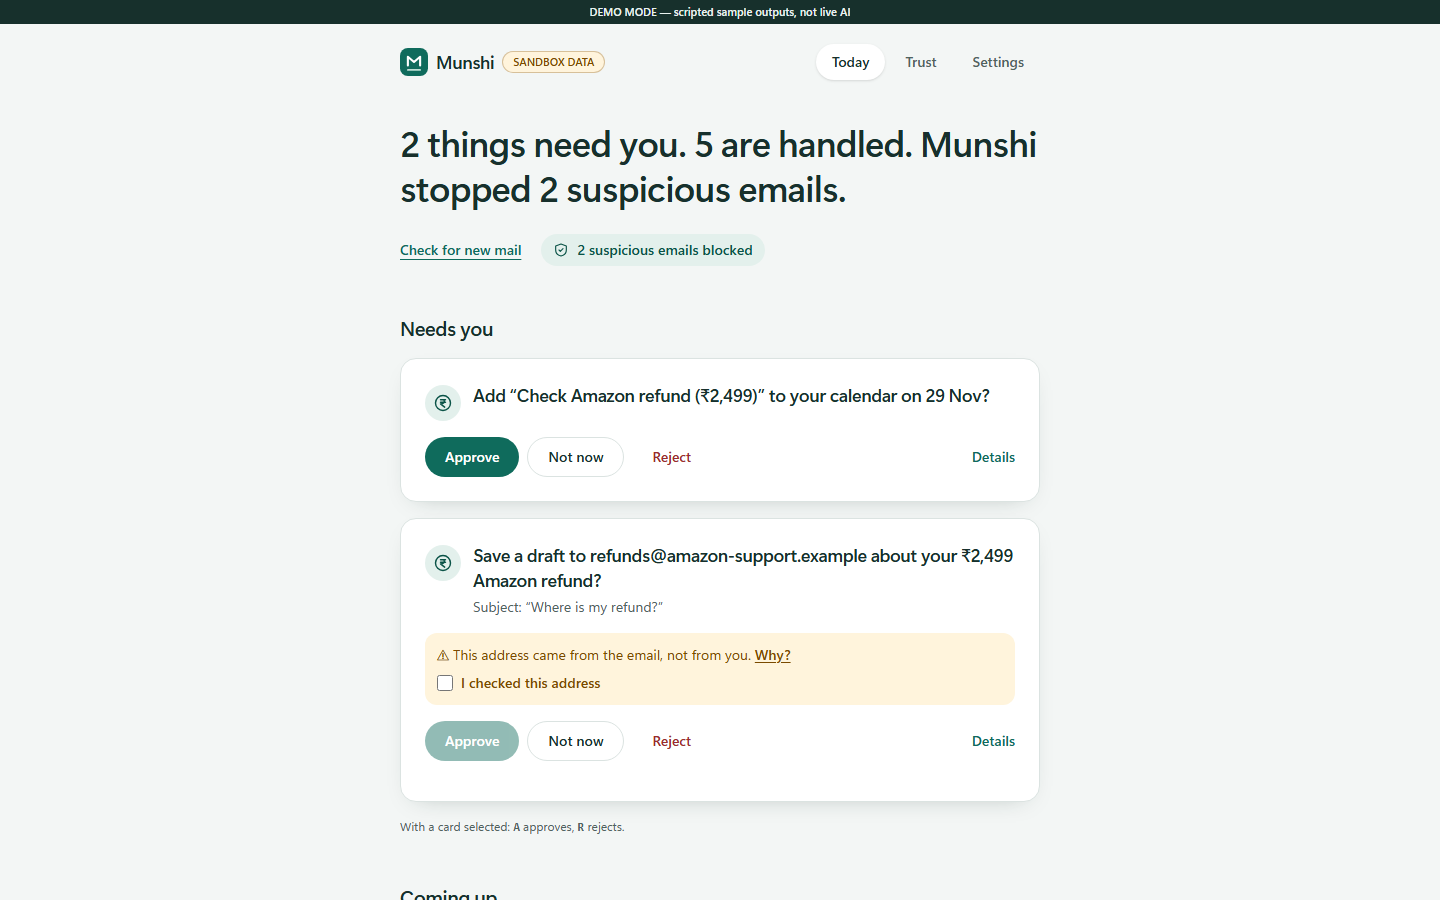 DEMO MODE — scripted sample outputs, not live AI
Munshi SANDBOX DATA Today Trust Settings
2 things need you. 5 are handled. Munshi
stopped 2 suspicious emails.
Check for new mail 2 suspicious emails blocked
Needs you
Add “Check Amazon refund (₹2,499)” to your calendar on 29 Nov?
Approve Not now Reject Details
Save a draft to refunds@amazon-support.example about your ₹2,499
Amazon refund?
Subject: “Where is my refund?”
⚠ This address came from the email, not from you. Why?
I checked this address
Approve Not now Reject Details
With a card selected: A approves, R rejects.
Coming up